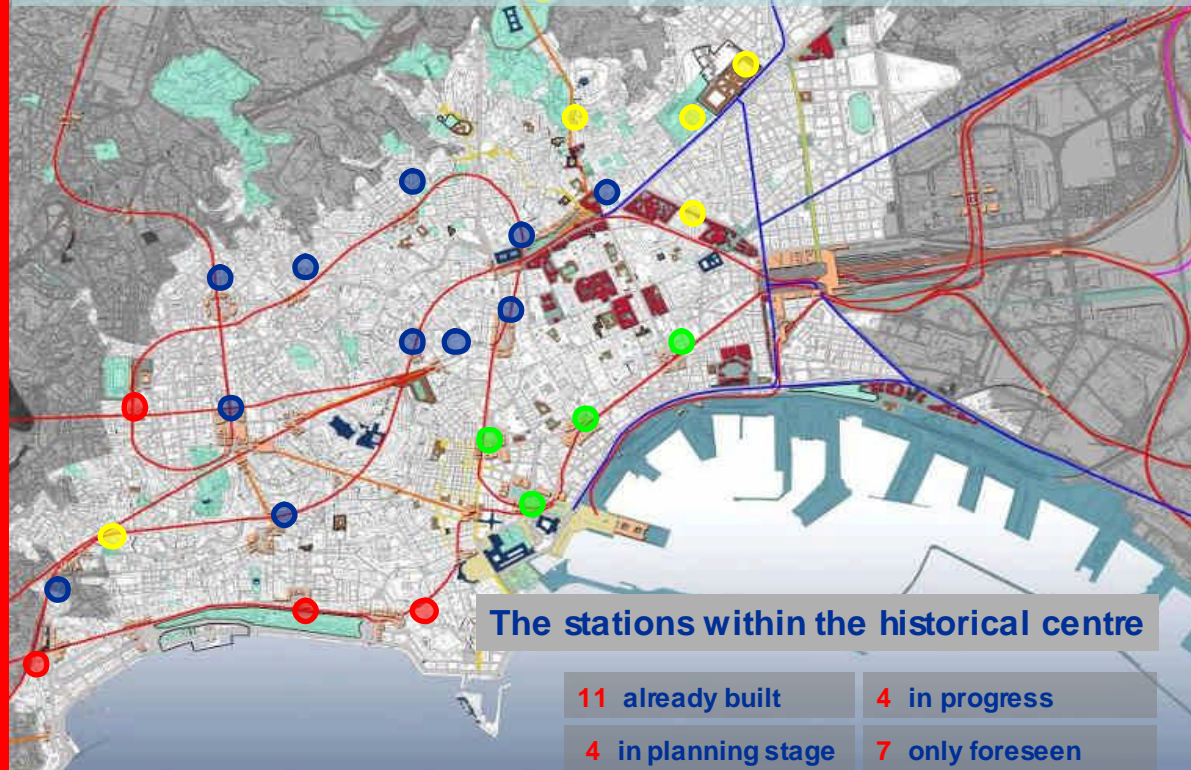 The stations within the historical centre
11 already built
4 in progress
4 in planning stage
7 only foreseen